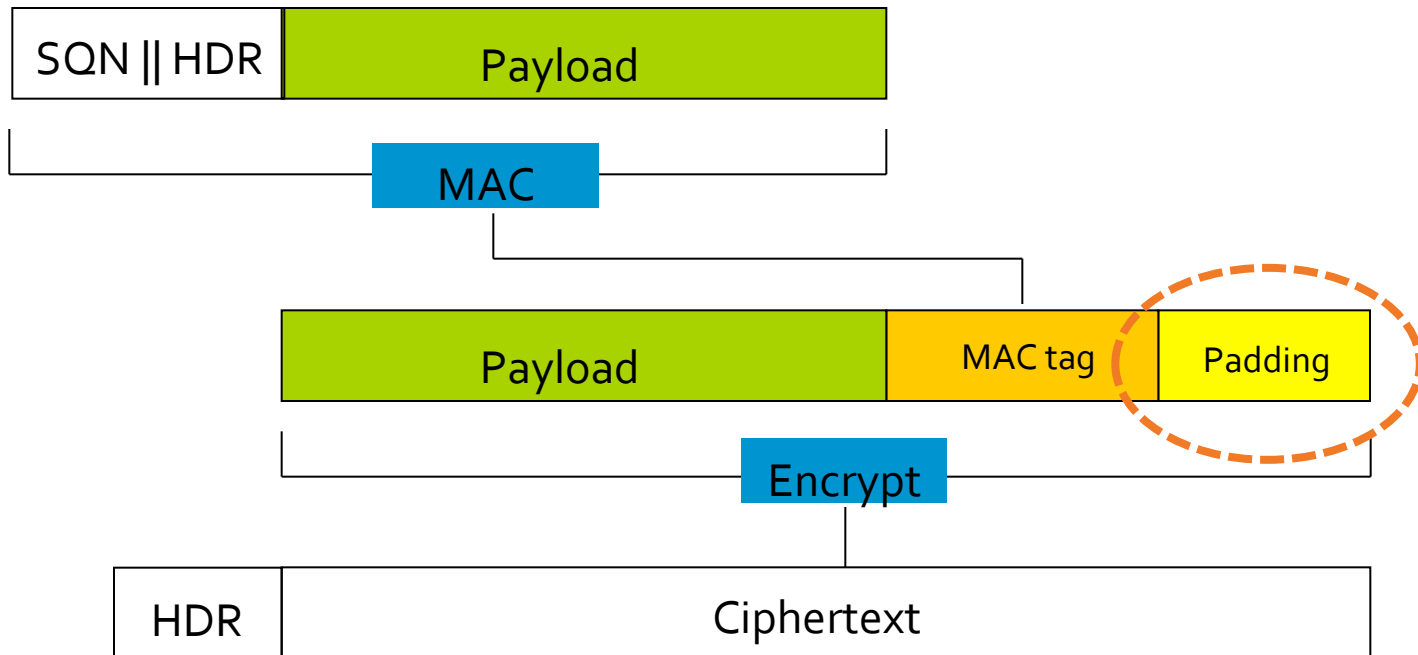 SQN || HDR
Payload
MAC
Payload
MAC tag
Padding
Encrypt
HDR
Ciphertext